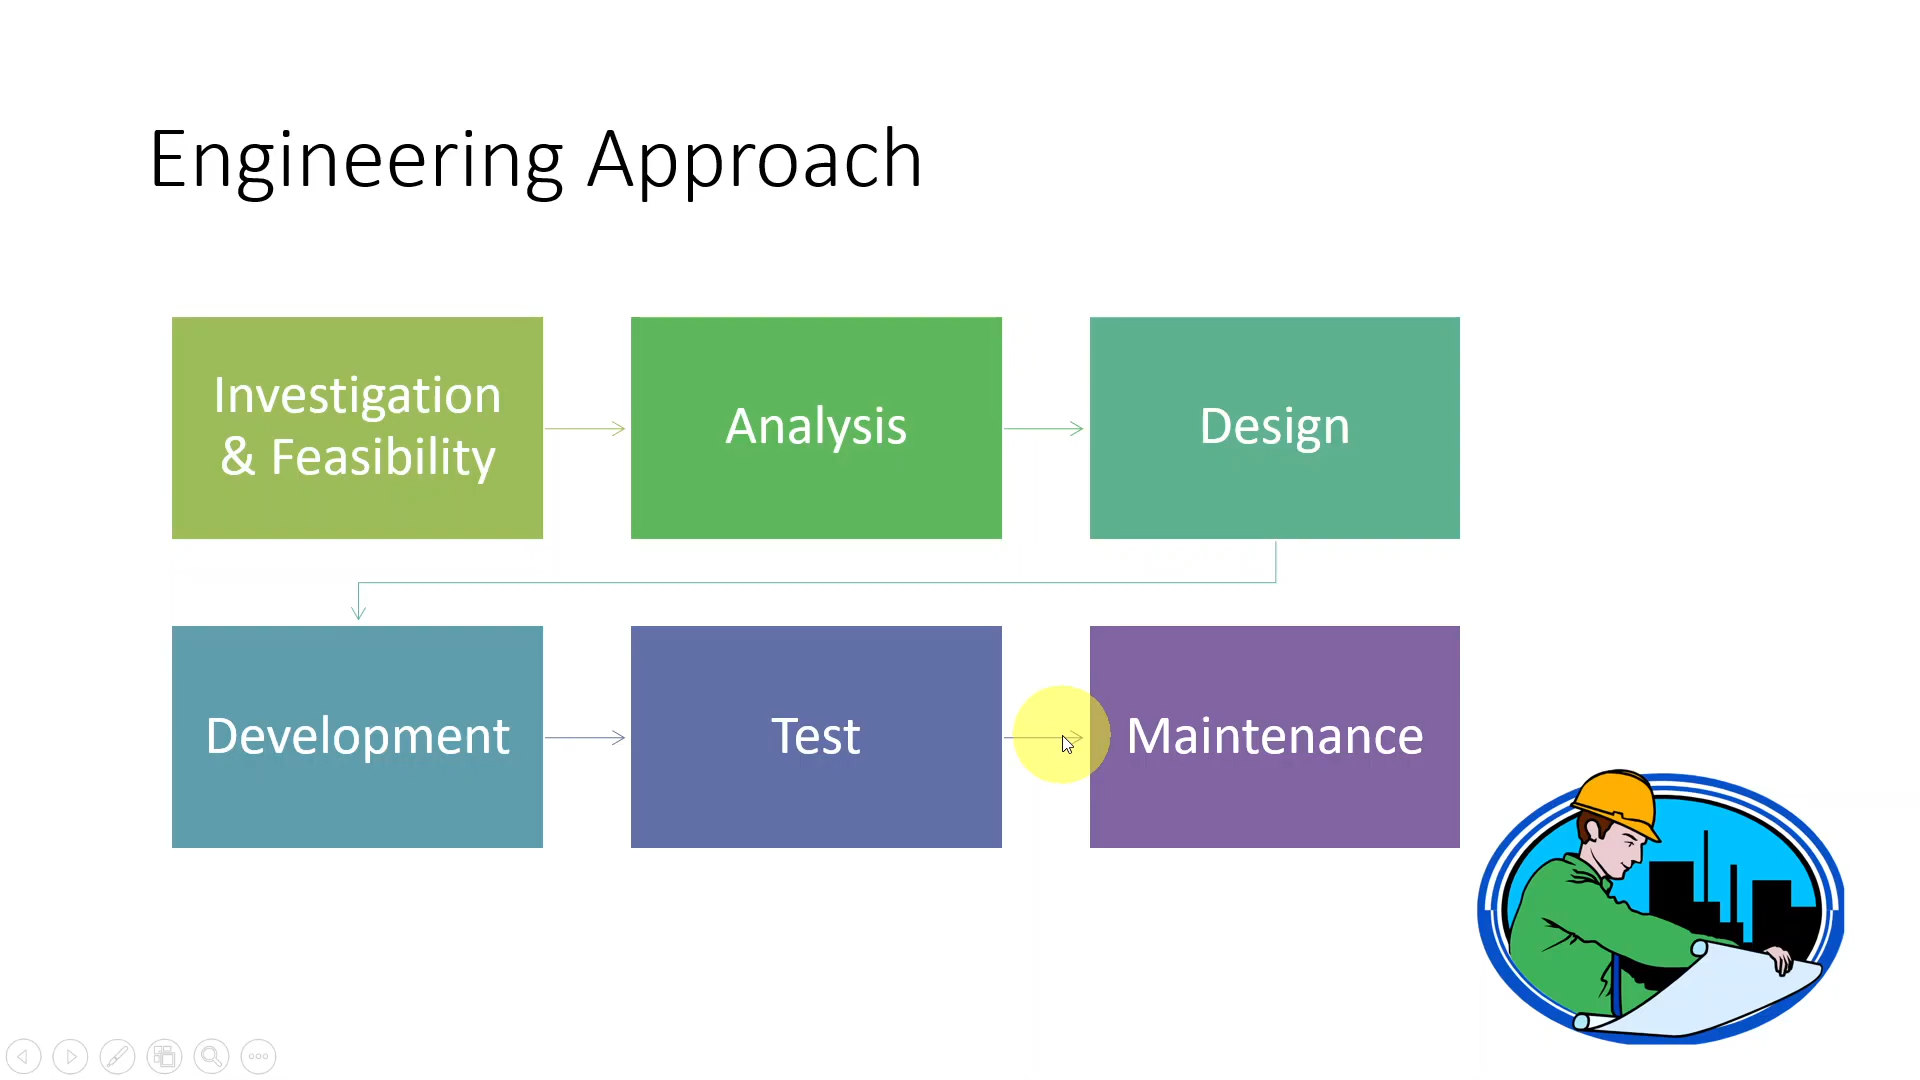 Engineering Approach
Investigation
& Feasibility
Analysis
Design
Development
Test
Maintenance